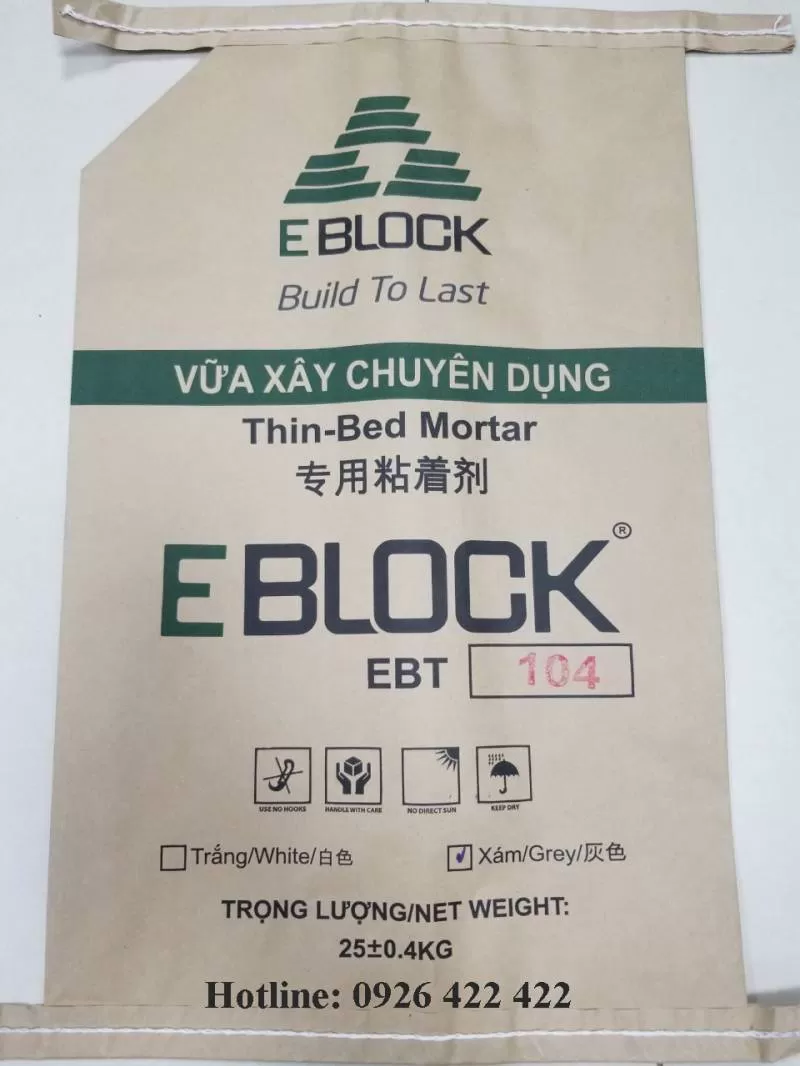 E BLOCK
Build To Last
VỮA XÂY CHUYÊN DỤNG
Thin-Bed Mortar
专用粘着剂
E BLOCK®
EBT 104
USE NO HOOKS HANDLE WITH CARE NO DIRECT SUN KEEP DRY
Trắng/White/白色 Xám/Grey/灰色
TRỌNG LƯỢNG/NET WEIGHT:
25±0.4KG
Hotline: 0926 422 422